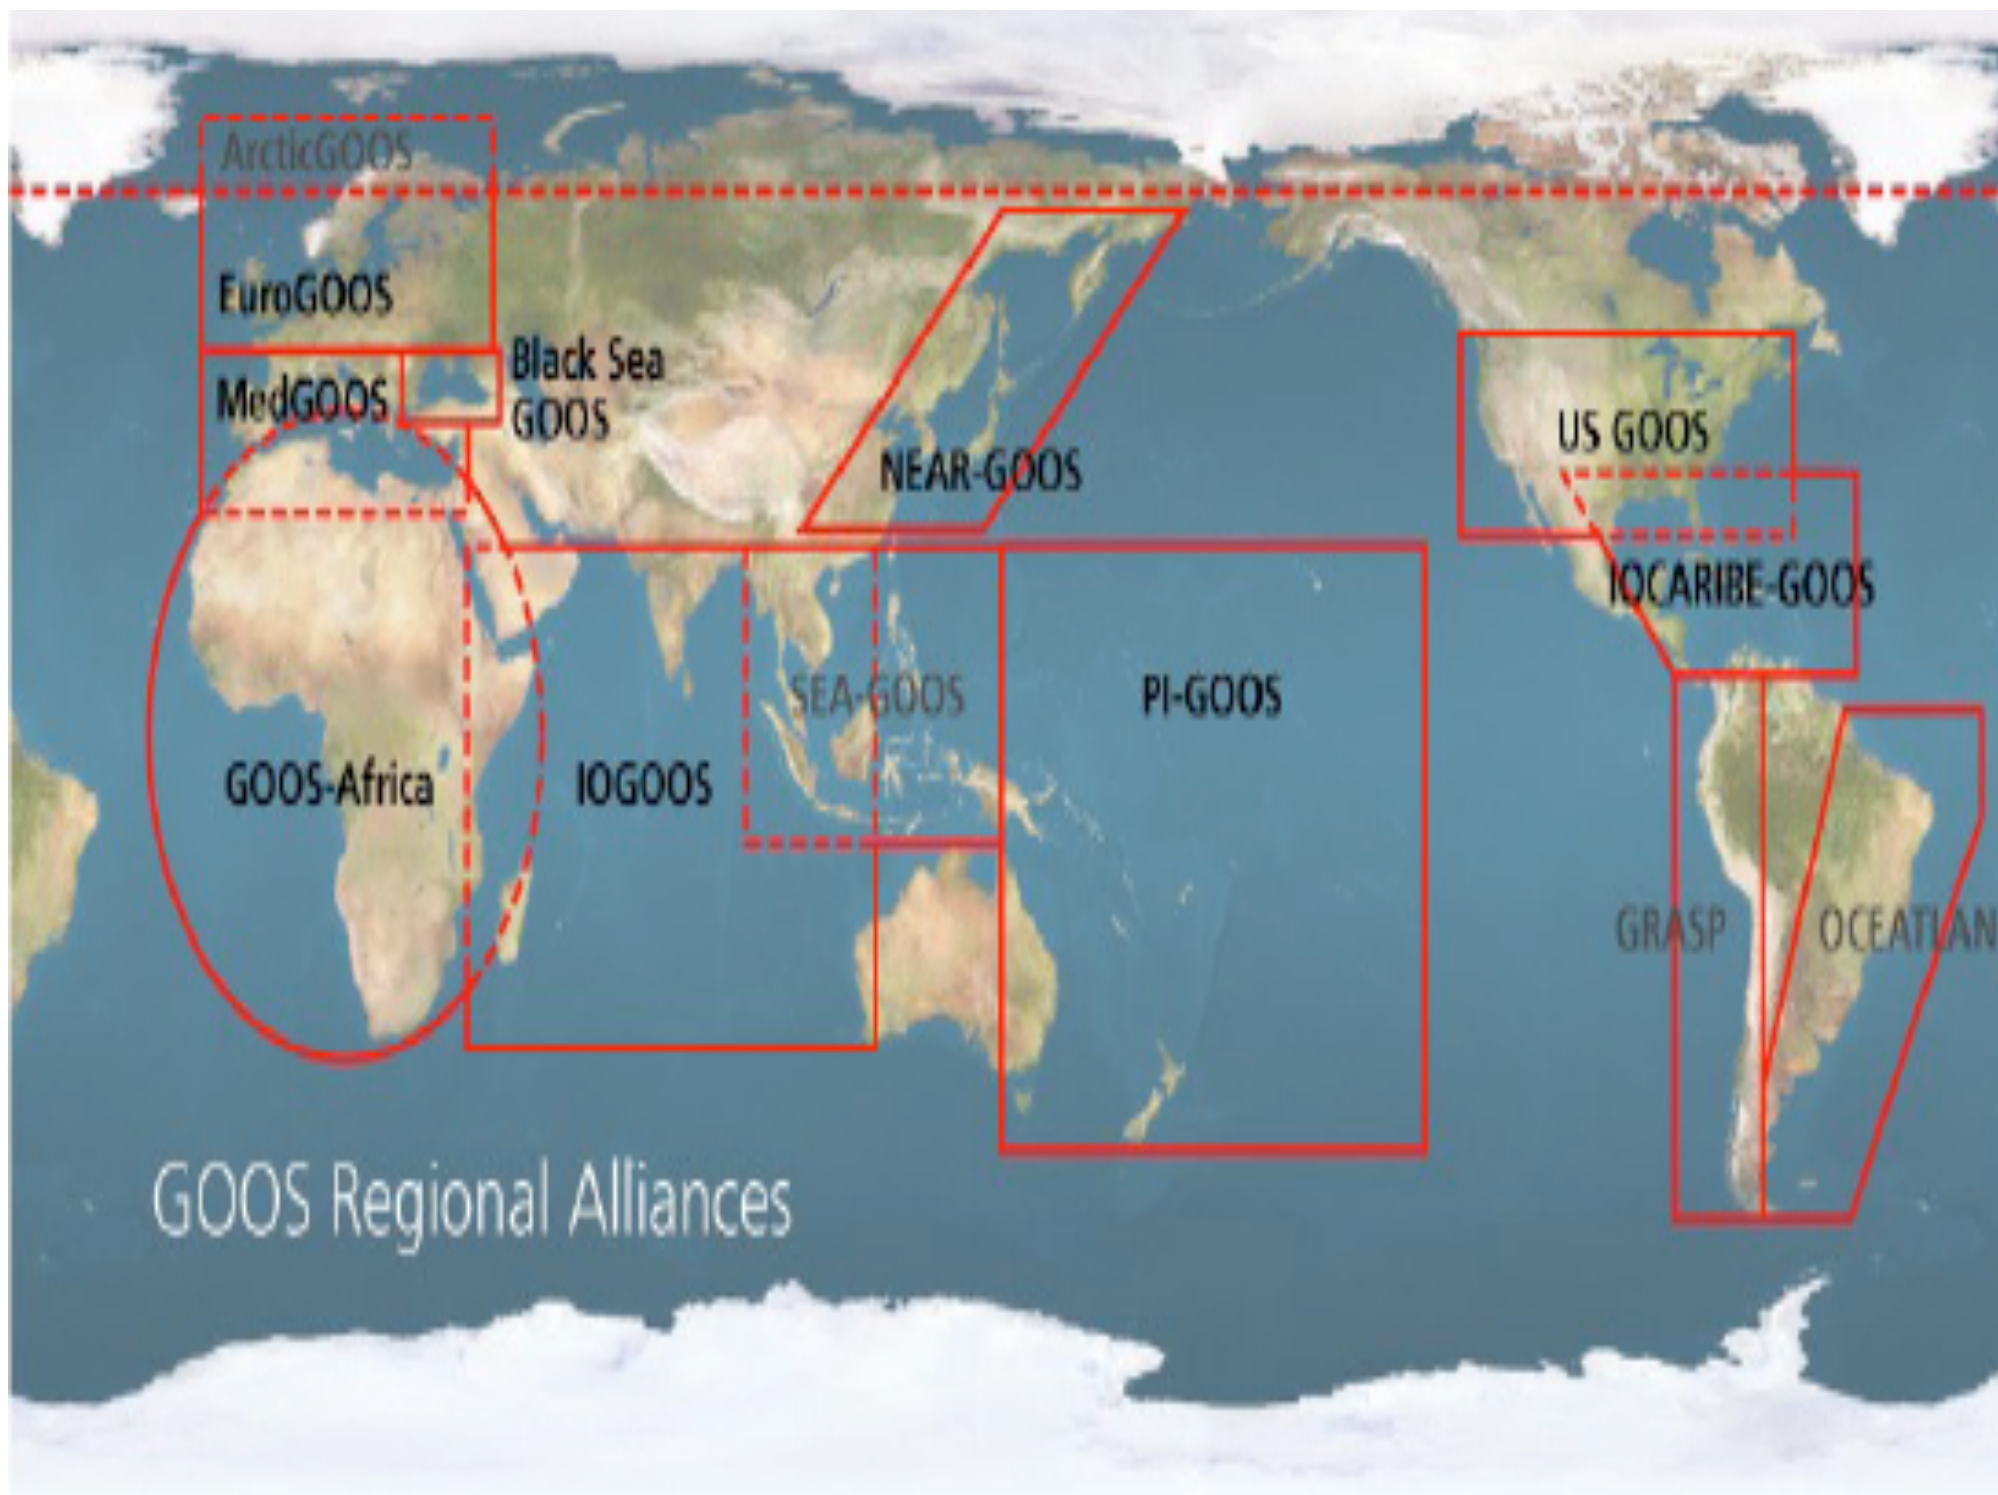 ArcticGOOS
EuroGOOS
Black Sea
GOOS
MedGOOS
US GOOS
NEAR-GOOS
IOCARIBE-GOOS
SEA-GOOS
PI-GOOS
GOOS-Africa
IOGOOS
GRASP
OCEATLAN
GOOS Regional Alliances